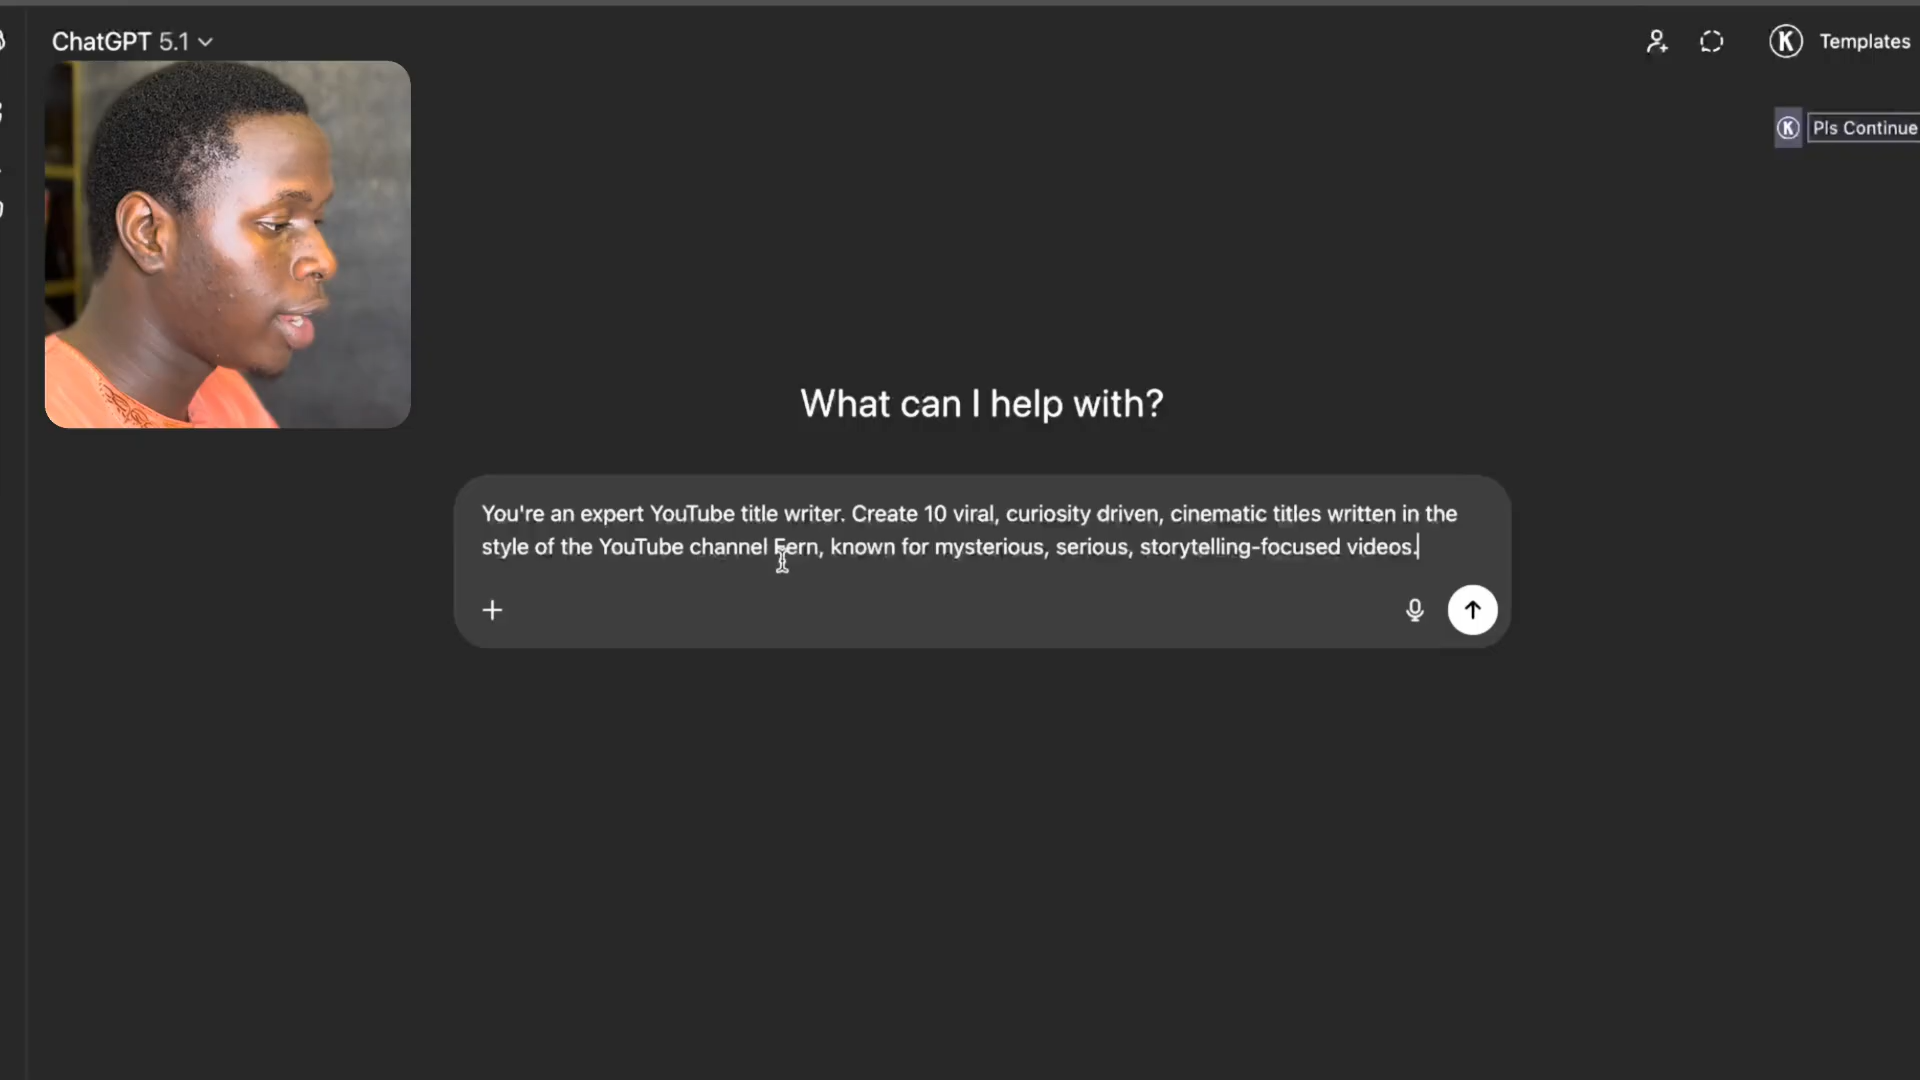 ChatGPT 5.1
Templates
Pls Continue
What can I help with?
You're an expert YouTube title writer. Create 10 viral, curiosity driven, cinematic titles written in the
style of the YouTube channel Fern, known for mysterious, serious, storytelling-focused videos.